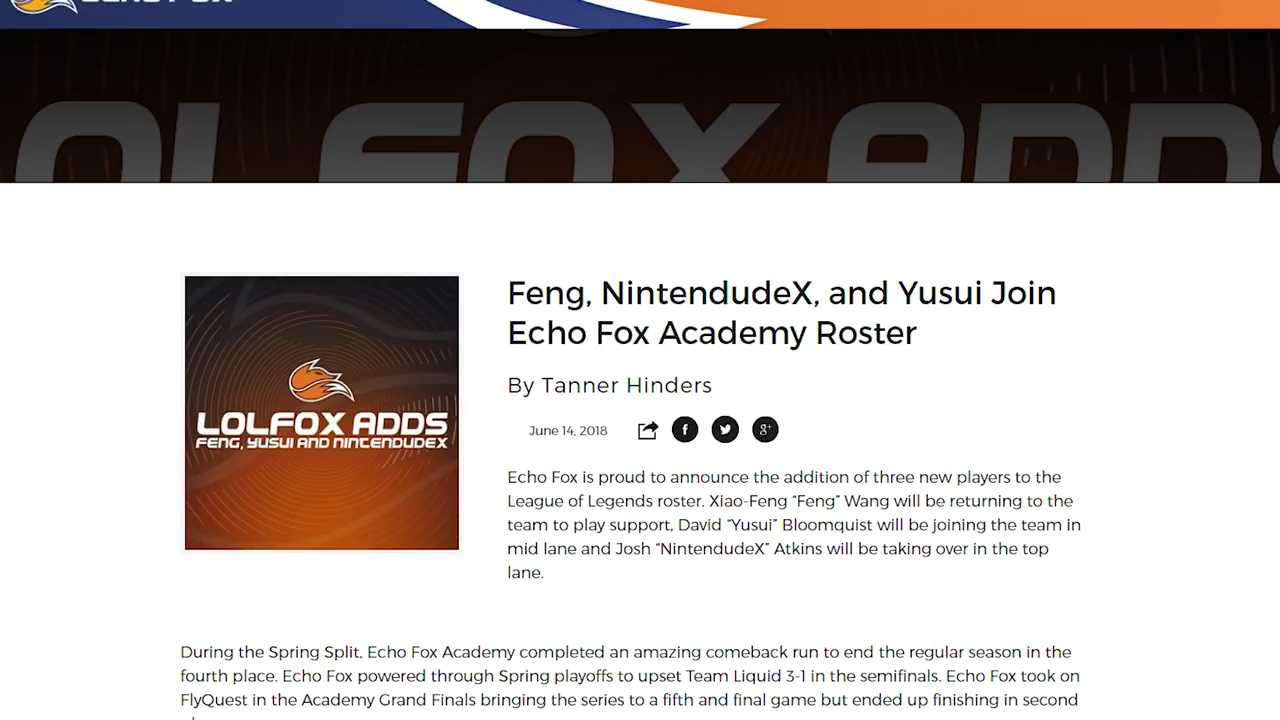 ECHO FOX
OLFOX ADDS
Feng, NintendudeX, and Yusui Join
Echo Fox Academy Roster
By Tanner Hinders
June 14, 2018
f
g+
LOLFOX ADDS
FENG, YUSUI AND NINTENDUDEX
Echo Fox is proud to announce the addition of three new players to the
League of Legends roster. Xiao-Feng “Feng” Wang will be returning to the
team to play support, David “Yusui” Bloomquist will be joining the team in
mid lane and Josh “NintendudeX” Atkins will be taking over in the top
lane.
During the Spring Split, Echo Fox Academy completed an amazing comeback run to end the regular season in the
fourth place. Echo Fox powered through Spring playoffs to upset Team Liquid 3-1 in the semifinals. Echo Fox took on
FlyQuest in the Academy Grand Finals bringing the series to a fifth and final game but ended up finishing in second